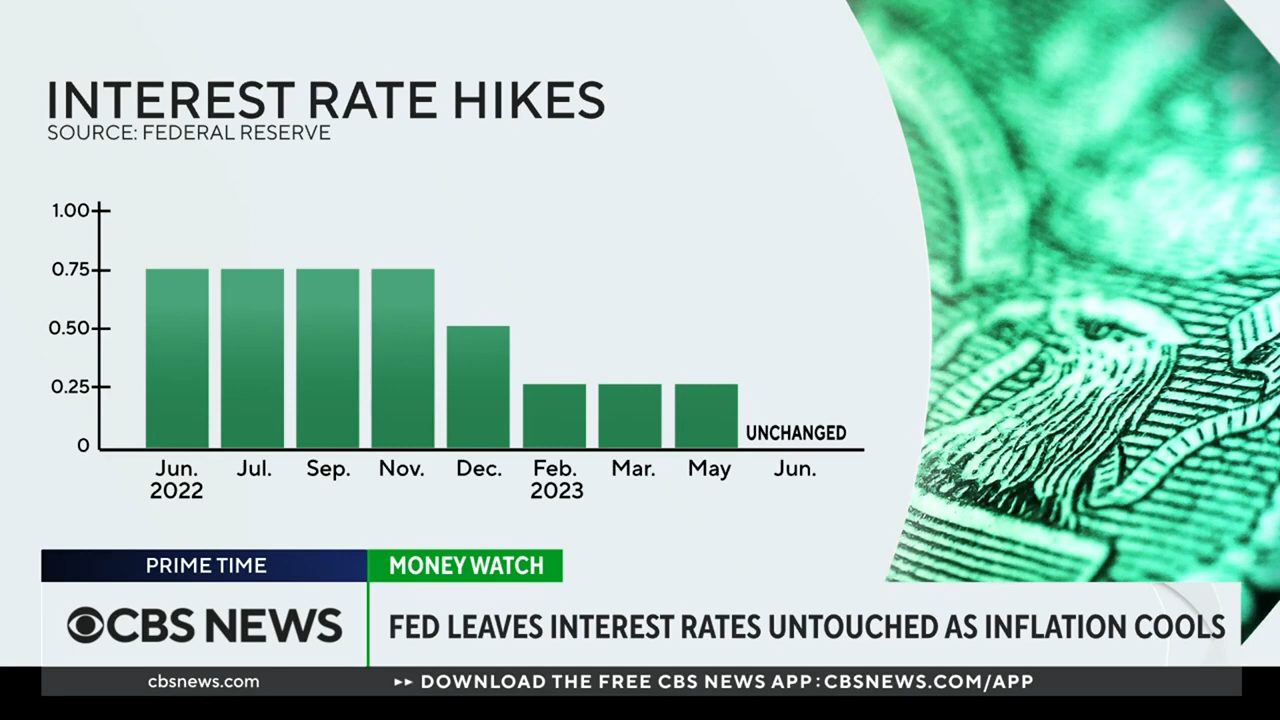 INTEREST RATE HIKES
SOURCE: FEDERAL RESERVE
1.00
0.75
0.50
0.25
0
UNCHANGED
Jun. Jul. Sep. Nov. Dec. Feb. Mar. May Jun.
2022 2023
PRIME TIME MONEY WATCH
CBS NEWS FED LEAVES INTEREST RATES UNTOUCHED AS INFLATION COOLS
cbsnews.com DOWNLOAD THE FREE CBS NEWS APP: CBSNEWS.COM/APP